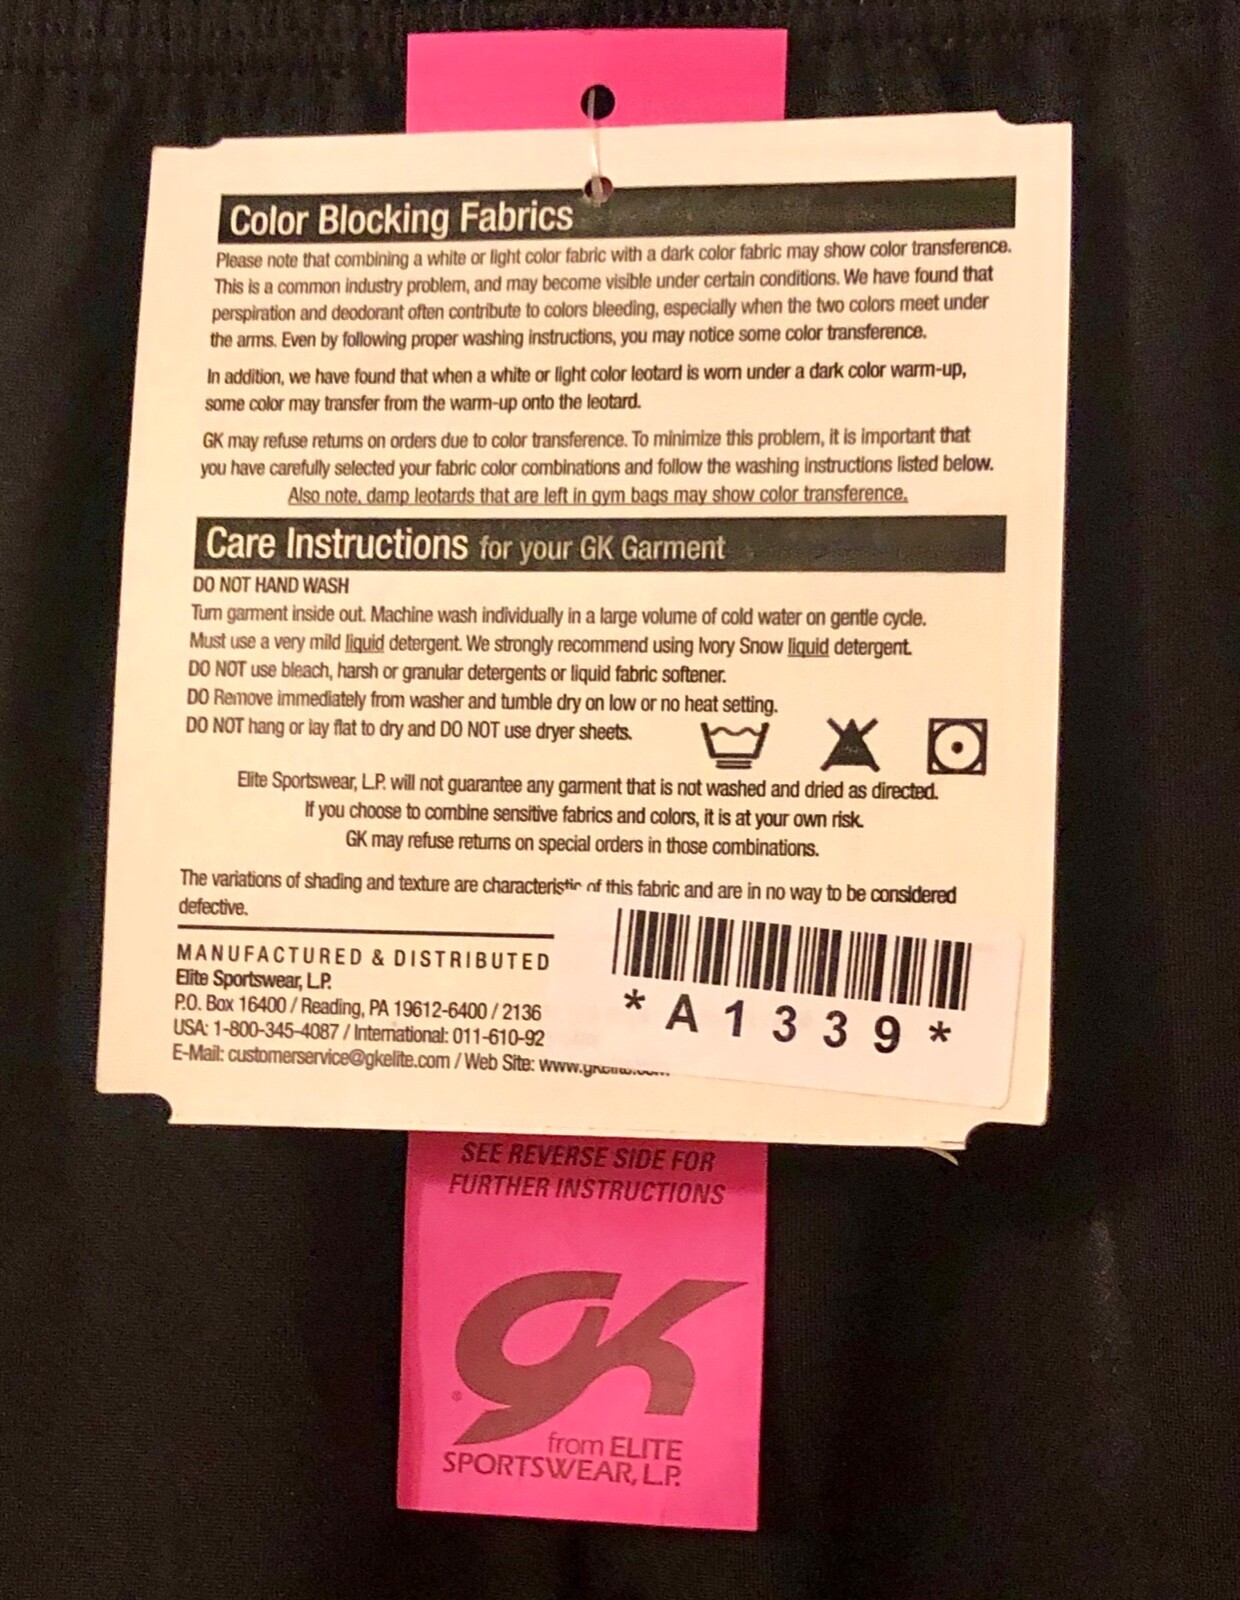 Color Blocking Fabrics
Please note that combining a white or light color fabric with a dark color fabric may show color transference.
This is a common industry problem, and may become visible under certain conditions. We have found that
perspiration and deodorant often contribute to colors bleeding, especially when the two colors meet under
the arms. Even by following proper washing instructions, you may notice some color transference.
In addition, we have found that when a white or light color leotard is worn under a dark color warm-up,
some color may transfer from the warm-up onto the leotard.
GK may refuse returns on orders due to color transference. To minimize this problem, it is important that
you have carefully selected your fabric color combinations and follow the washing instructions listed below.
Also note, damp leotards that are left in gym bags may show color transference.
Care Instructions for your GK Garment
DO NOT HAND WASH
Turn garment inside out. Machine wash individually in a large volume of cold water on gentle cycle.
Must use a very mild liquid detergent. We strongly recommend using Ivory Snow liquid detergent.
DO NOT use bleach, harsh or granular detergents or liquid fabric softener.
DO Remove immediately from washer and tumble dry on low or no heat setting.
DO NOT hang or lay flat to dry and DO NOT use dryer sheets.
Elite Sportswear, L.P. will not guarantee any garment that is not washed and dried as directed.
If you choose to combine sensitive fabrics and colors, it is at your own risk.
GK may refuse returns on special orders in those combinations.
The variations of shading and texture are characteristic of this fabric and are in no way to be considered
defective.
MANUFACTURED & DISTRIBUTED
Elite Sportswear, L.P.
P.O. Box 16400 / Reading, PA 19612-6400 / 2136
USA: 1-800-345-4087 / International: 011-610-92
E-Mail: customerservice@gkelite.com / Web Site: www.gkelite.com
*A1339*
SEE REVERSE SIDE FOR
FURTHER INSTRUCTIONS
GK
®
from ELITE
SPORTSWEAR, L.P.